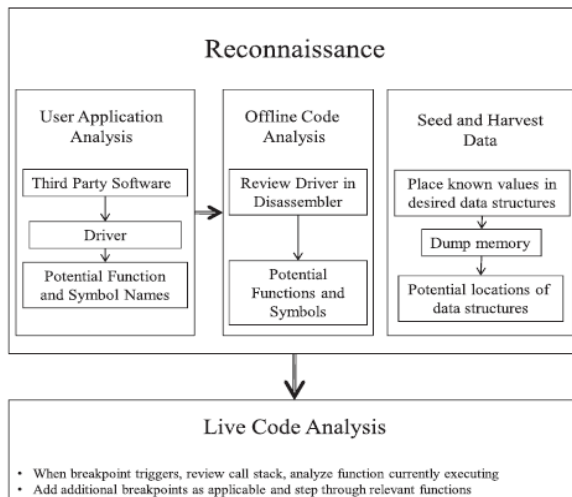 Reconnaissance
User Application
Analysis
Third Party Software
Driver
Potential Function
and Symbol Names
Offline Code
Analysis
Review Driver in
Disassembler
Potential
Functions and
Symbols
Seed and Harvest
Data
Place known values in
desired data structures
Dump memory
Potential locations of
data structures
Live Code Analysis
• When breakpoint triggers, review call stack, analyze function currently executing
• Add additional breakpoints as applicable and step through relevant functions